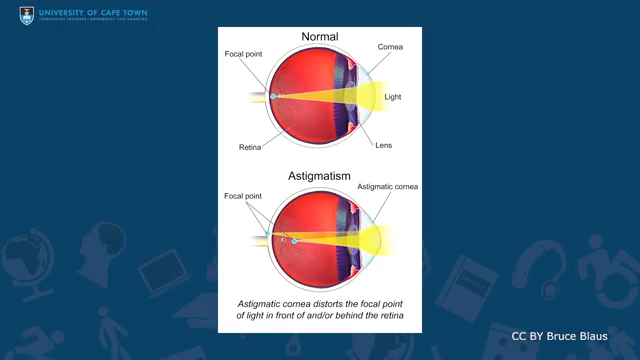 UNIVERSITY OF CAPE TOWN
Normal
Focal point
Cornea
Light
Retina
Lens
Astigmatism
Astigmatic cornea
Focal point
Astigmatic cornea distorts the focal point
of light in front of and/or behind the retina
CC BY Bruce Blaus